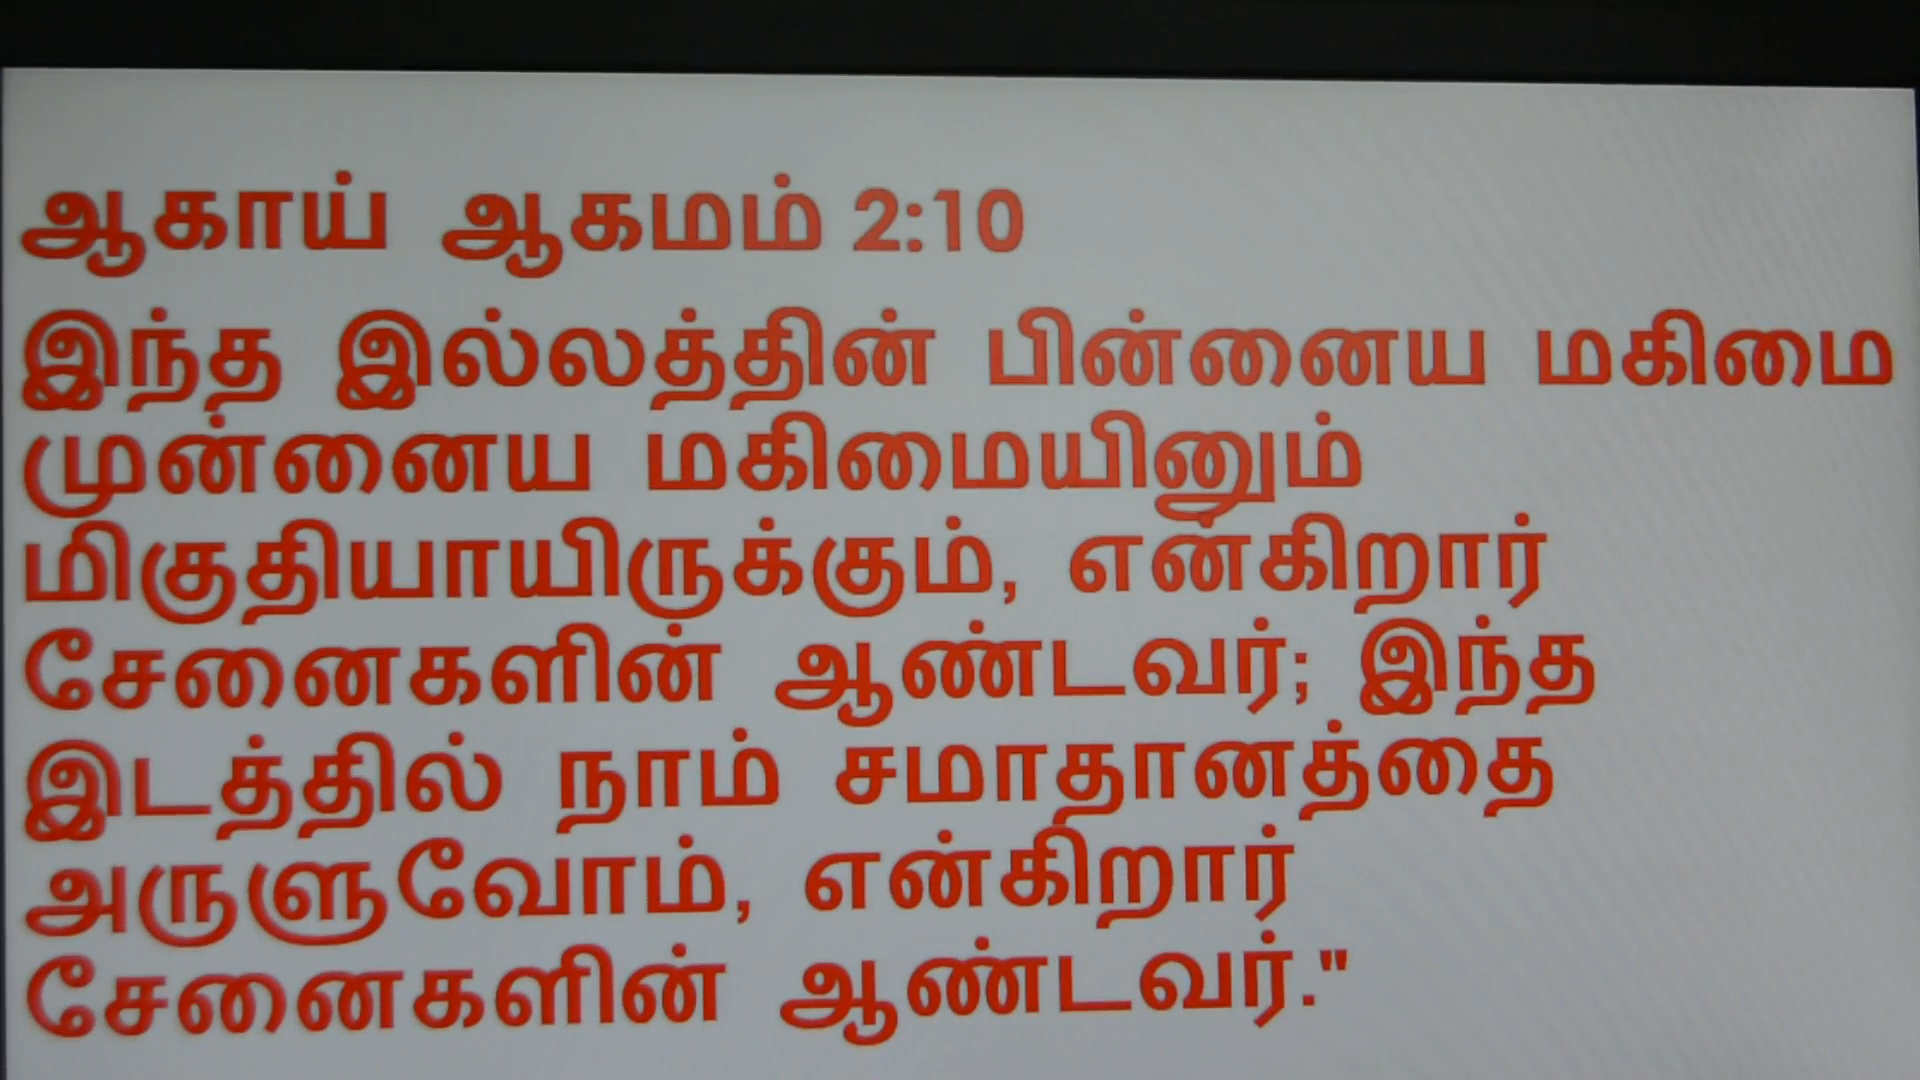 ஆகாய் ஆகமம் 2:10
இந்த இல்லத்தின் பின்னைய மகிமை
முன்னைய மகிமையினும்
மிகுதியாயிருக்கும், என்கிறார்
சேனைகளின் ஆண்டவர்; இந்த
இடத்தில் நாம் சமாதானத்தை
அருளுவோம், என்கிறார்
சேனைகளின் ஆண்டவர்."